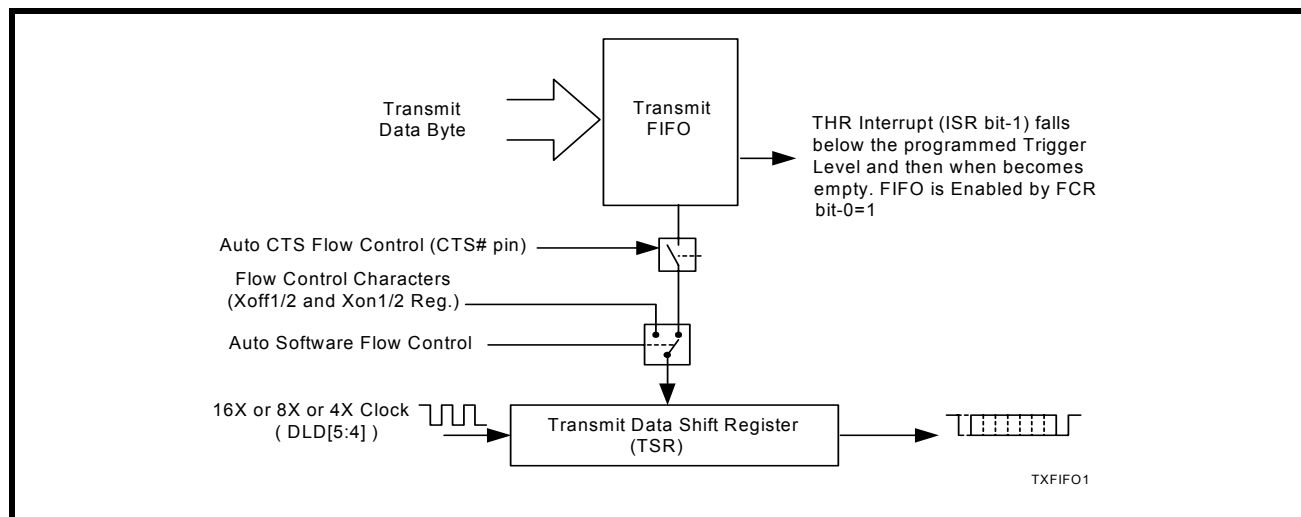 Transmit
Data Byte
Transmit
FIFO
THR Interrupt (ISR bit-1) falls
below the programmed Trigger
Level and then when becomes
empty. FIFO is Enabled by FCR
bit-0=1
Auto CTS Flow Control (CTS# pin)
Flow Control Characters
(Xoff1/2 and Xon1/2 Reg.)
Auto Software Flow Control
16X or 8X or 4X Clock
( DLD[5:4] )
Transmit Data Shift Register
(TSR)
TXFIFO1